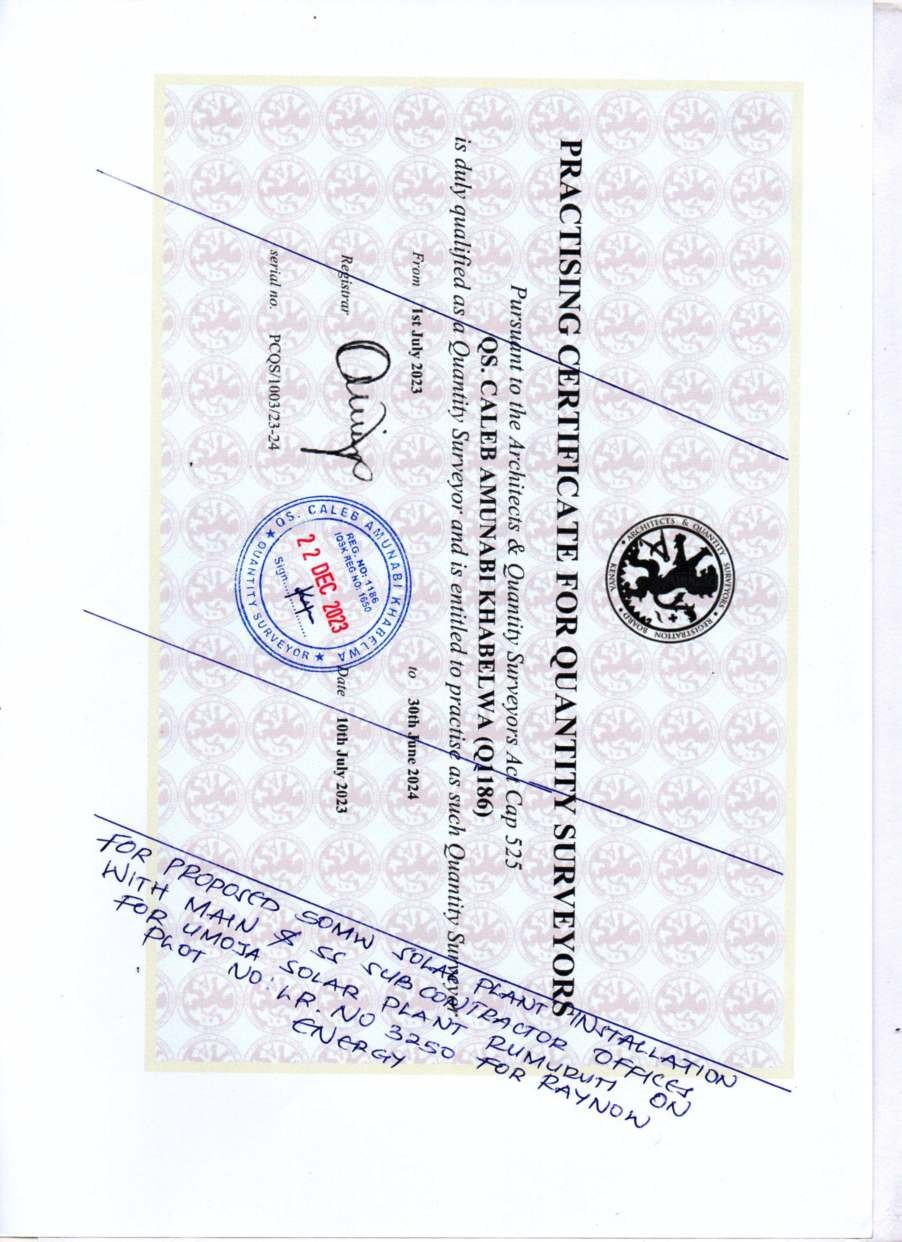 ARCHITECTS & QUANTITY SURVEYORS • REGISTRATION BOARD • KENYA •
PRACTISING CERTIFICATE FOR QUANTITY SURVEYORS
Pursuant to the Architects & Quantity Surveyors Act Cap 525
QS. CALEB AMUNABI KHABELWA (Q1186)
is duly qualified as a Quantity Surveyor and is entitled to practise as such Quantity Surveyor.
From 1st July 2023 to 30th June 2024
Registrar Date 10th July 2023
serial no. PCQS/1003/23-24
QS. CALEB AMUNABI KHABELWA
★ QUANTITY SURVEYOR ★
REG. NO: 1186
IQSK REG NO: 1650
22 DEC 2023
Sign:
FOR PROPOSED 50MW SOLAR PLANT INSTALLATION
WITH MAIN & SS SUB CONTRACTOR OFFICES
FOR UMOJA SOLAR PLANT RUMURUTI ON
PLOT NO: LR. NO 3250 FOR RAYNOW
ENERGY